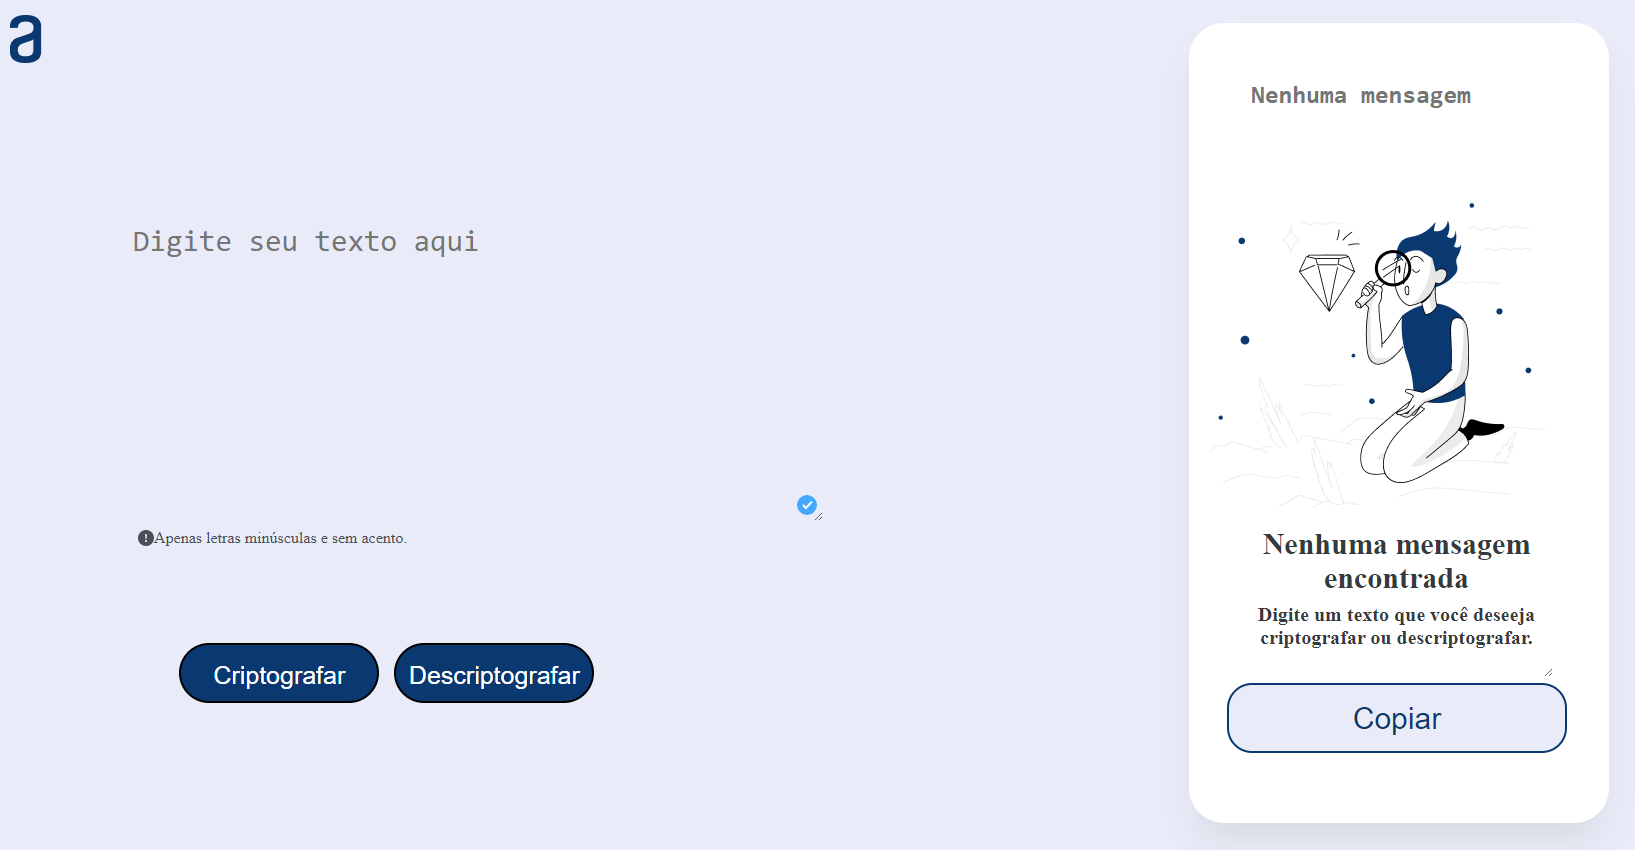 a
Digite seu texto aqui
Apenas letras minúsculas e sem acento.
Criptografar
Descriptografar
Nenhuma mensagem
Nenhuma mensagem
encontrada
Digite um texto que você deseeja
criptografar ou descriptografar.
Copiar